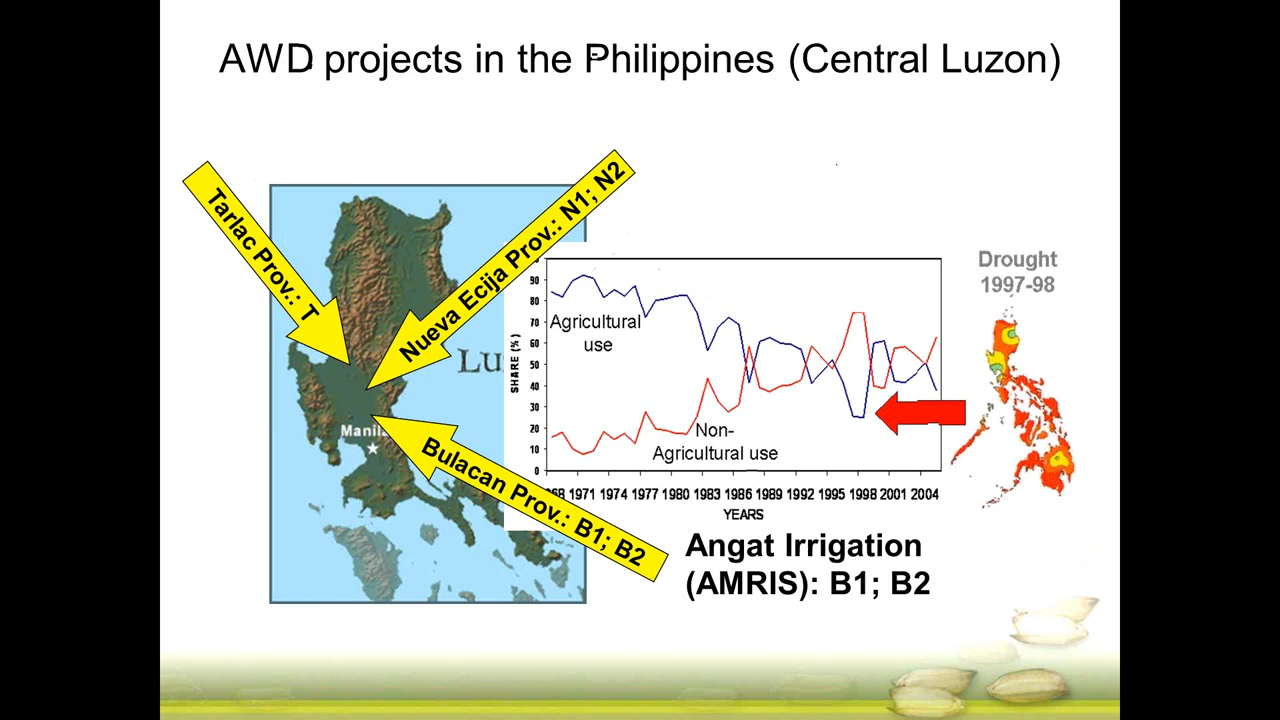 AWD projects in the Philippines (Central Luzon)
Tarlac Prov.: T
Nueva Ecija Prov.: N1; N2
Bulacan Prov.: B1; B2
Manila
Agricultural
use
Non-
Agricultural use
SHARE (%)
90
80
70
60
50
40
30
20
10
0
1971 1974 1977 1980 1983 1986 1989 1992 1995 1998 2001 2004
YEARS
Drought
1997-98
Angat Irrigation
(AMRIS): B1; B2